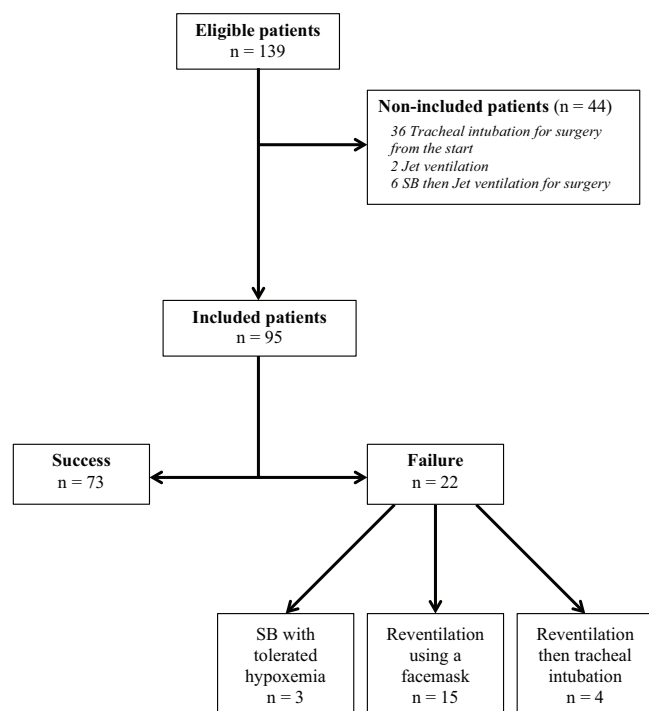 Eligible patients
n = 139
Non-included patients (n = 44)
36 Tracheal intubation for surgery
from the start
2 Jet ventilation
6 SB then Jet ventilation for surgery
Included patients
n = 95
Success
n = 73
Failure
n = 22
SB with
tolerated
hypoxemia
n = 3
Reventilation
using a
facemask
n = 15
Reventilation
then tracheal
intubation
n = 4